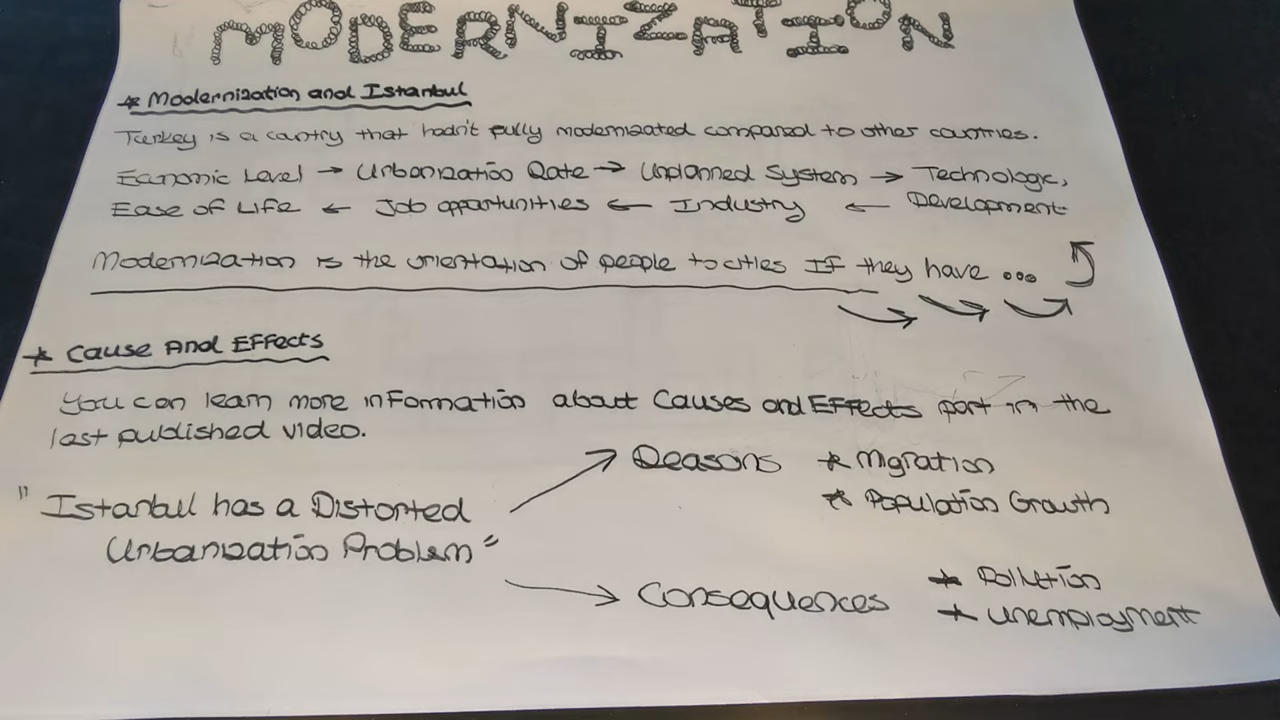 MODERNIZATION
* Modernization and Istanbul
Turkey is a country that hadn't fully modernizated compared to other countries.
Economic Level → Urbanization Rate → Unplanned System → Technologic,
Ease of Life ← Job opportunities ← Industry ← Development
Modernization is the orientation of people to cities If they have ...
* Cause And Effects
You can learn more information about Causes and Effects part in the
last published video.
"Istanbul has a Distorted
Urbanization Problem"
→ Reasons * Migration
* Population Growth
→ Consequences * Pollution
* Unemployment